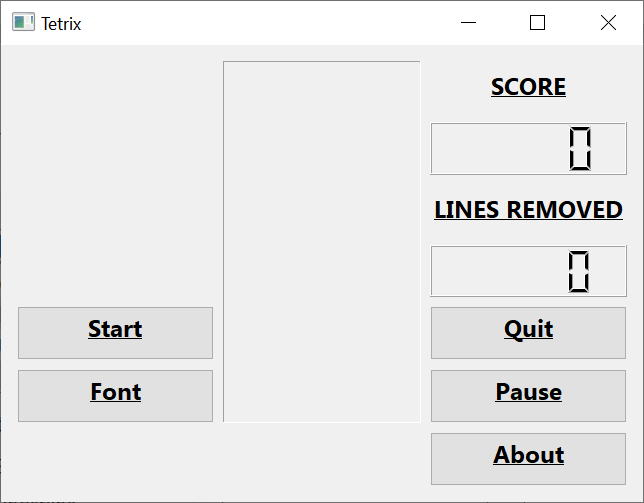 Tetrix
SCORE
0
LINES REMOVED
0
Start
Quit
Font
Pause
About